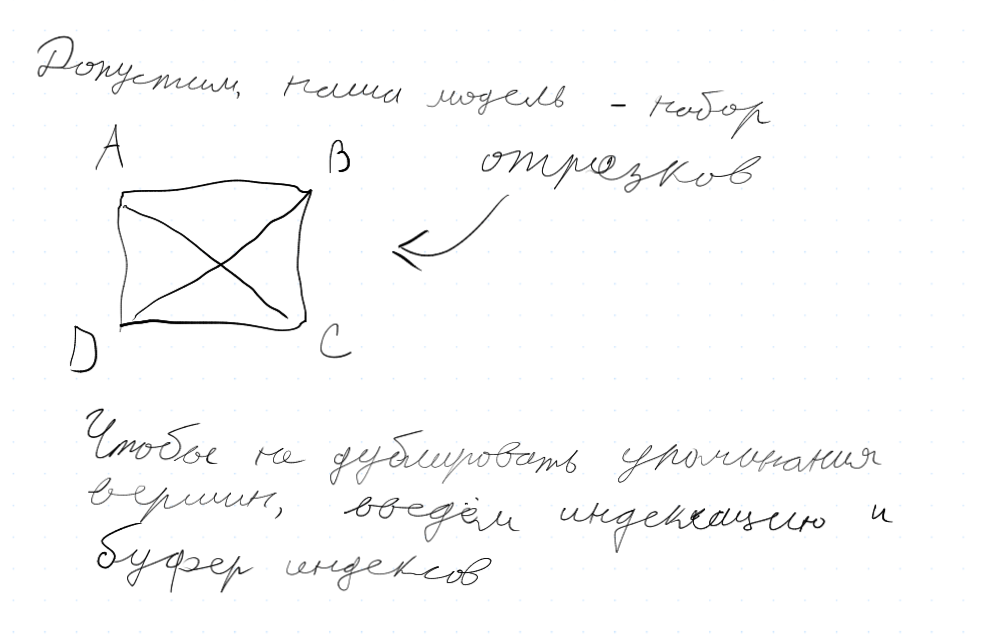 Допустим, наша модель - набор
отрезков
A
B
D
C
Чтобы не дублировать упоминания
вершин, введём индексацию и
буфер индексов